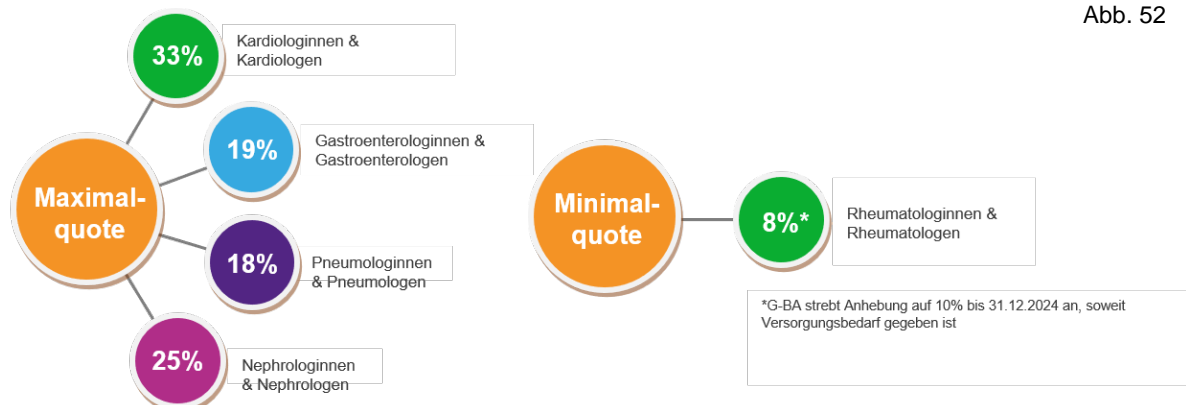 Abb. 52
Maximal-
quote
33%
Kardiologinnen &
Kardiologen
19%
Gastroenterologinnen &
Gastroenterologen
18%
Pneumologinnen
& Pneumologen
25%
Nephrologinnen
& Nephrologen
Minimal-
quote
8%*
Rheumatologinnen &
Rheumatologen
*G-BA strebt Anhebung auf 10% bis 31.12.2024 an, soweit
Versorgungsbedarf gegeben ist